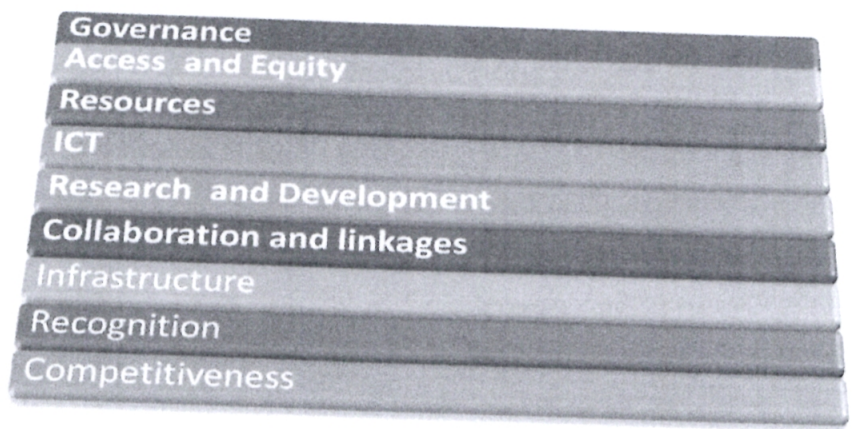 Governance
Access and Equity
Resources
ICT
Research and Development
Collaboration and linkages
Infrastructure
Recognition
Competitiveness